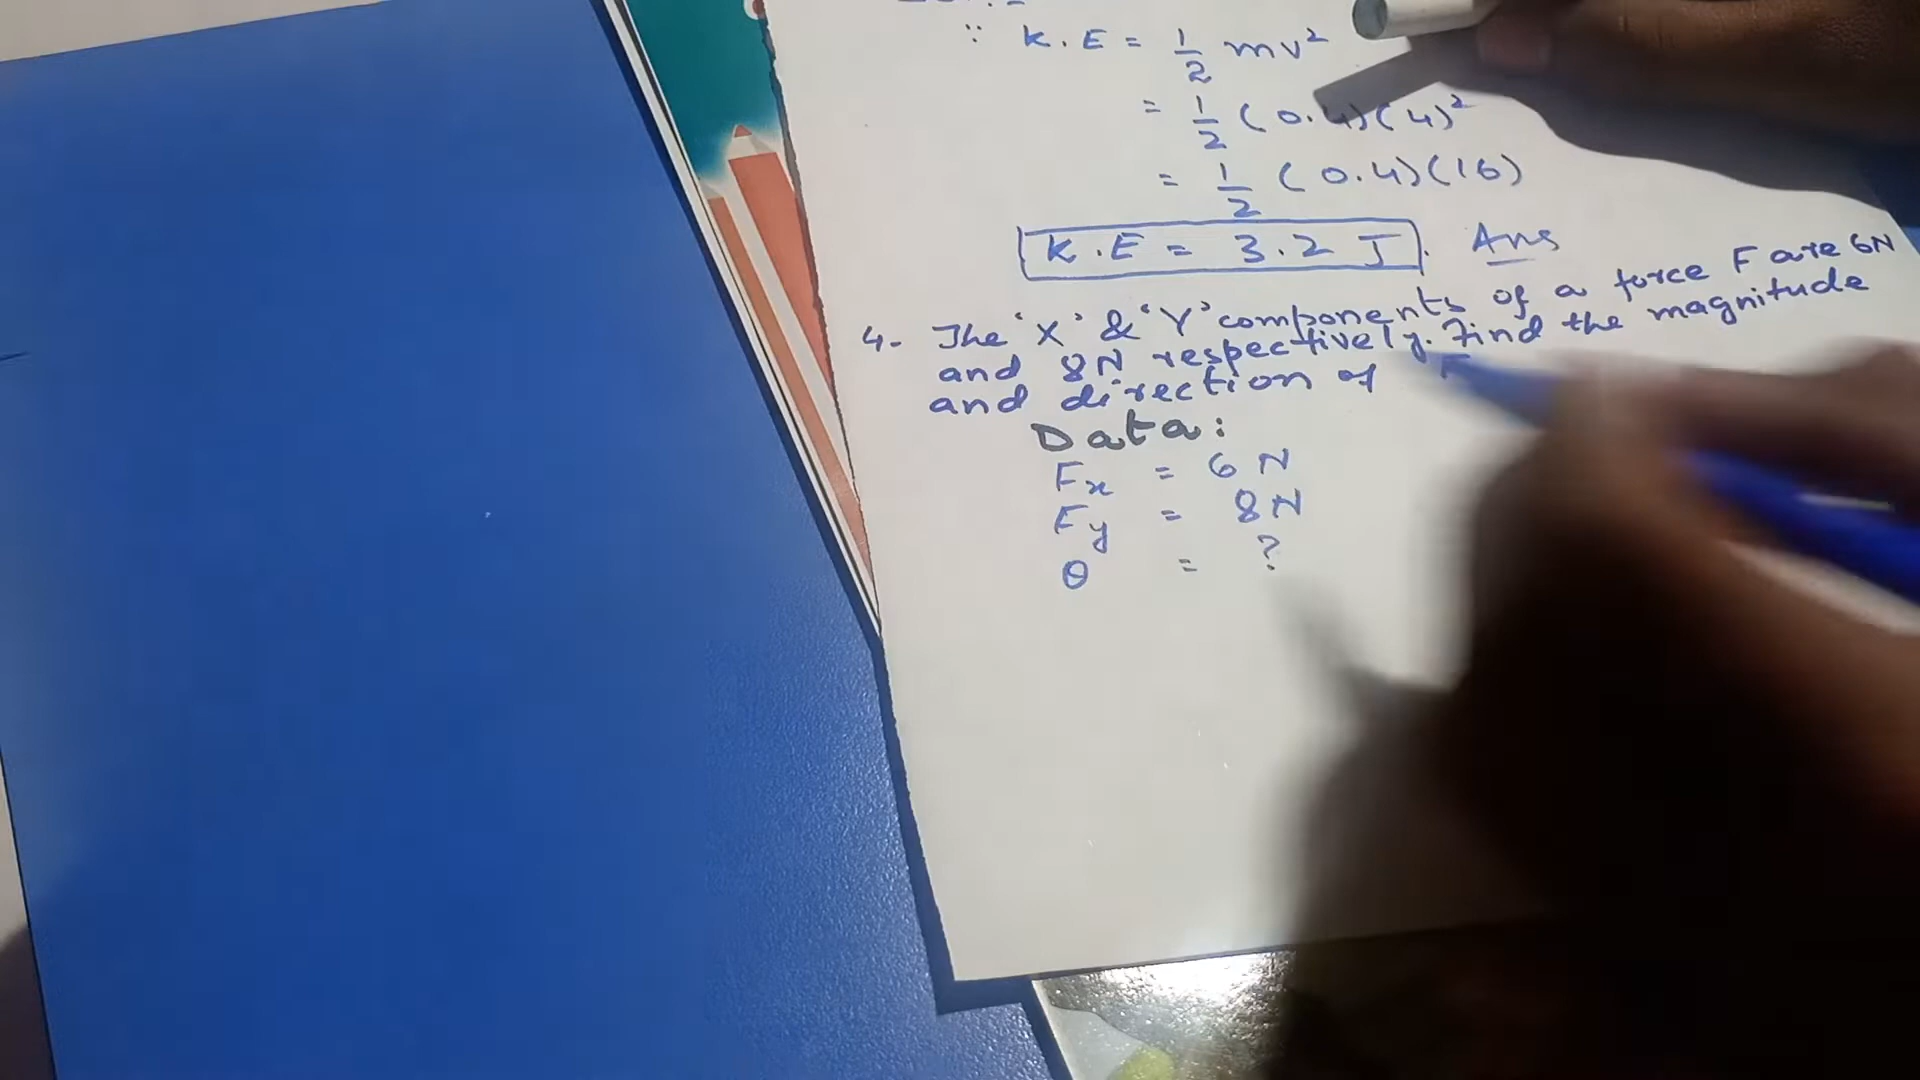 ∵ K.E = 1/2 mv²
= 1/2 (0.4)(4)²
= 1/2 (0.4)(16)
K.E = 3.2 J. Ans
4- The 'X' & 'Y' components of a force F are 6N
and 8N respectively. Find the magnitude
and direction of F
Data:
Fx = 6 N
Fy = 8N
θ = ?